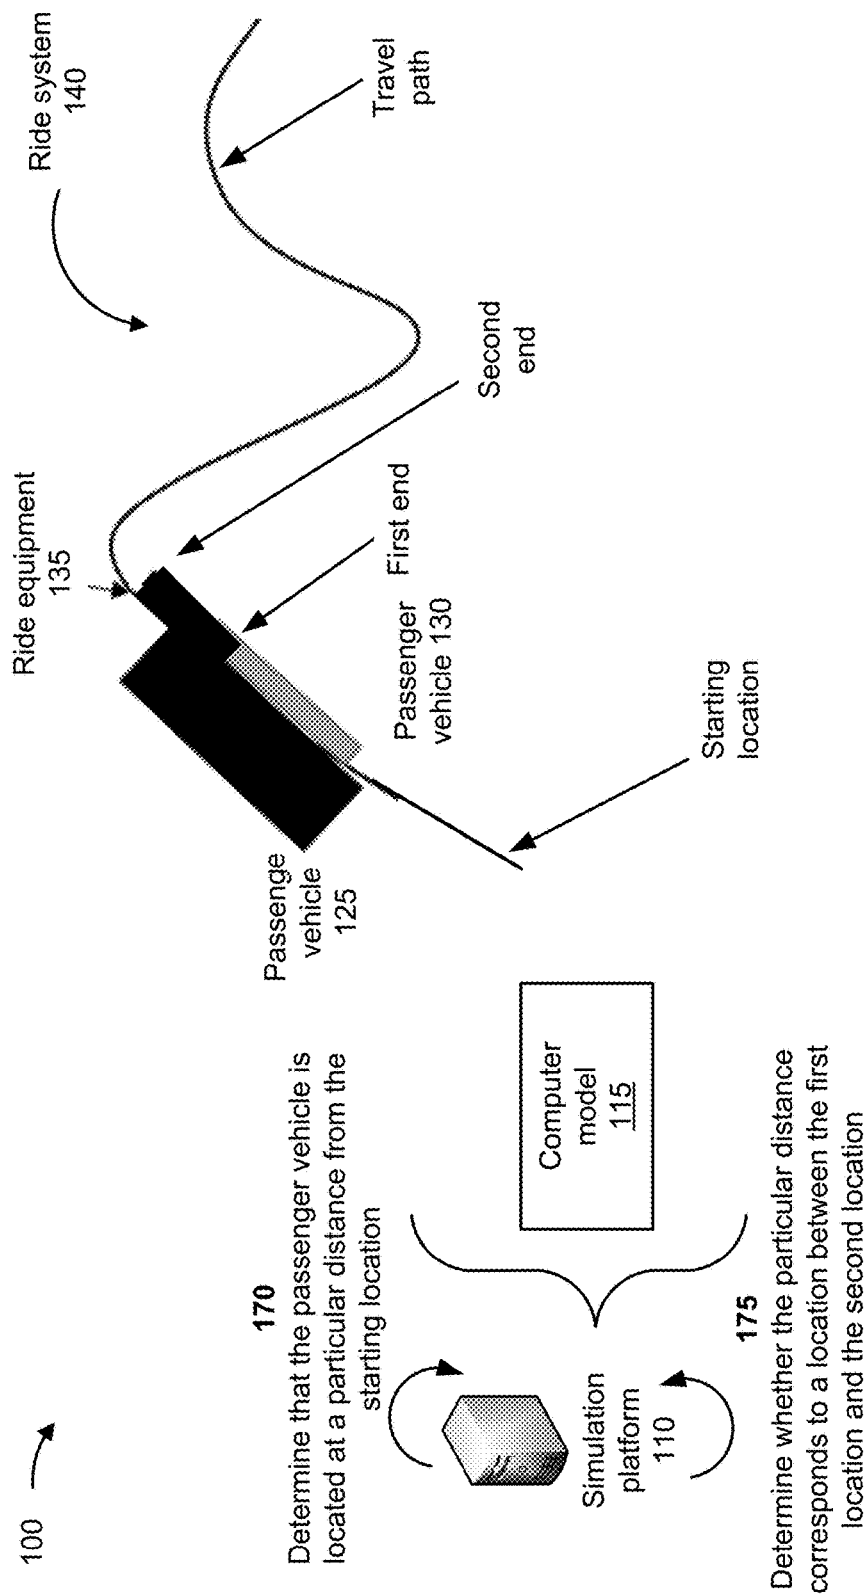 100
170
Determine that the passenger vehicle is
located at a particular distance from the
starting location
Simulation
platform
110
175
Determine whether the particular distance
corresponds to a location between the first
location and the second location
Computer
model
115
Passenge
vehicle
125
Ride equipment
135
Ride system
140
Travel
path
Second
end
First end
Passenger
vehicle 130
Starting
location